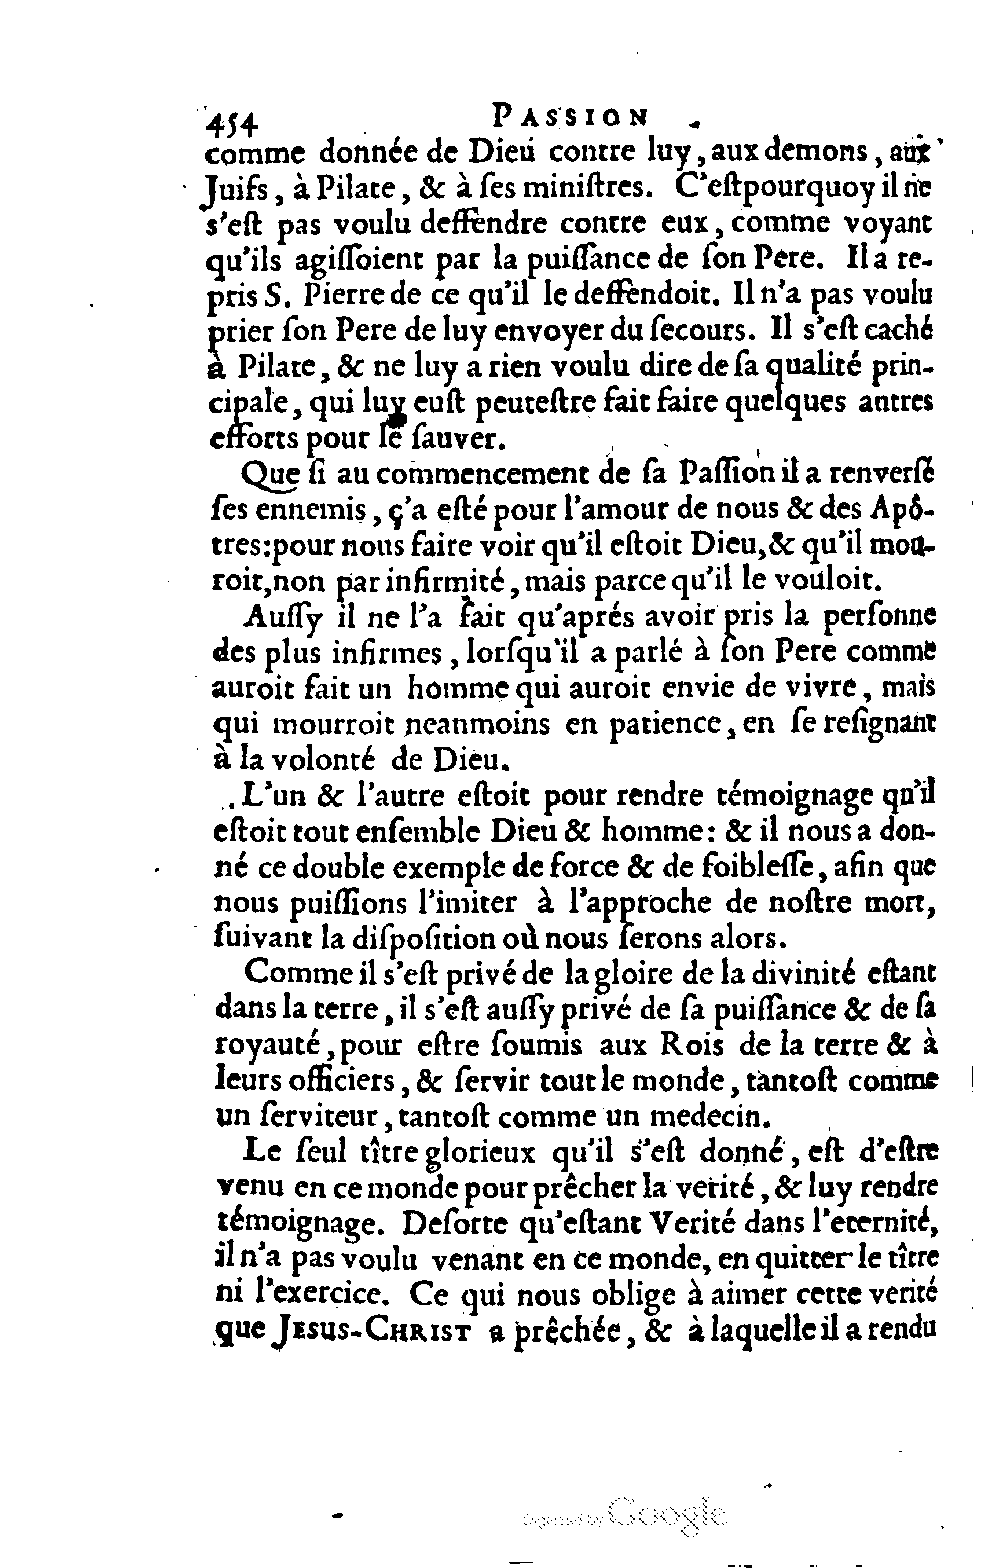 454 PASSION
comme donnée de Dieu contre luy, aux demons, aux
Juifs, à Pilate, & à ſes miniſtres. C'eſtpourquoy il ne
s'eſt pas voulu deffendre contre eux, comme voyant
qu'ils agiſſoient par la puiſſance de ſon Pere. Il a re-
pris S. Pierre de ce qu'il le deffendoit. Il n'a pas voulu
prier ſon Pere de luy envoyer du ſecours. Il s'eſt caché
à Pilate, & ne luy a rien voulu dire de ſa qualité prin-
cipale, qui luy euſt peuteſtre fait faire quelques antres
efforts pour le ſauver.
Que ſi au commencement de ſa Paſſion il a renverſé
ſes ennemis, ç'a eſté pour l'amour de nous & des Apô-
tres: pour nous faire voir qu'il eſtoit Dieu, & qu'il mou-
roit, non par infirmité, mais parce qu'il le vouloit.
Auſſy il ne l'a fait qu'aprés avoir pris la perſonne
des plus infirmes, lorſqu'il a parlé à ſon Pere comme
auroit fait un homme qui auroit envie de vivre, mais
qui mourroit neanmoins en patience, en ſe reſignant
à la volonté de Dieu.
L'un & l'autre eſtoit pour rendre témoignage qu'il
eſtoit tout enſemble Dieu & homme: & il nous a don-
né ce double exemple de force & de foibleſſe, afin que
nous puiſſions l'imiter à l'approche de noſtre mort,
ſuivant la diſpoſition où nous ſerons alors.
Comme il s'eſt privé de la gloire de la divinité eſtant
dans la terre, il s'eſt auſſy privé de ſa puiſſance & de ſa
royauté, pour eſtre ſoumis aux Rois de la terre & à
leurs officiers, & ſervir tout le monde, tantoſt comme
un ſerviteur, tantoſt comme un medecin.
Le ſeul tître glorieux qu'il s'eſt donné, eſt d'eſtre
venu en ce monde pour prêcher la verité, & luy rendre
témoignage. Deſorte qu'eſtant Verité dans l'eternité,
il n'a pas voulu venant en ce monde, en quitter le tître
ni l'exercice. Ce qui nous oblige à aimer cette verité
que JESUS-CHRIST a prêchée, & à laquelle il a rendu
Digitized by Google